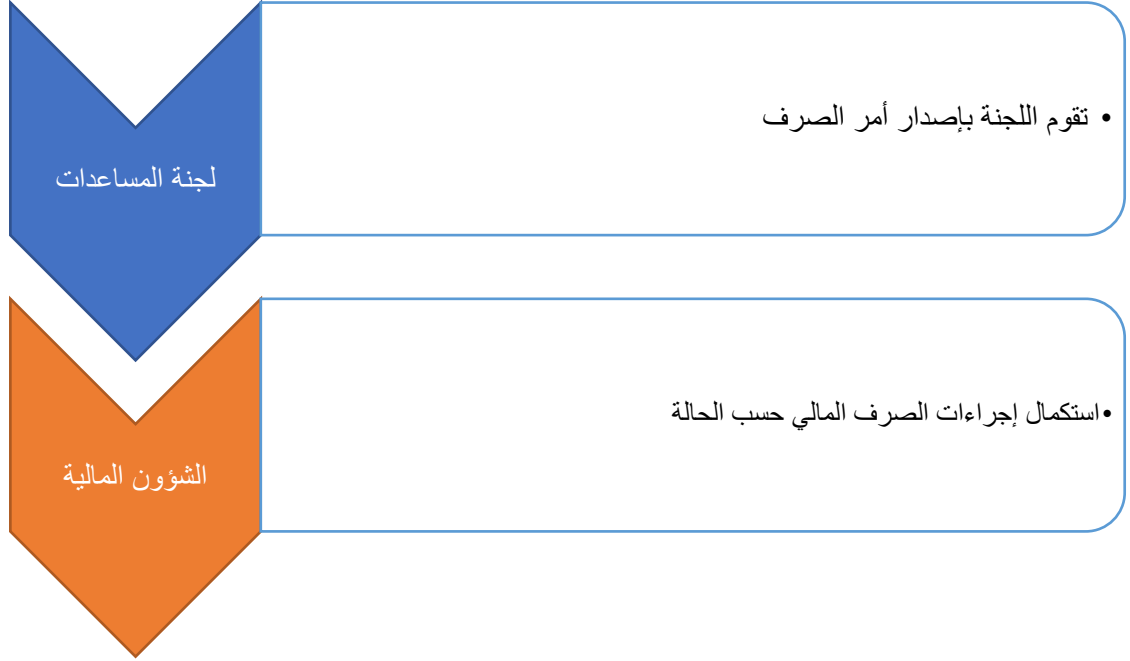 لجنة المساعدات
• تقوم اللجنة بإصدار أمر الصرف
الشؤون المالية
•استكمال إجراءات الصرف المالي حسب الحالة